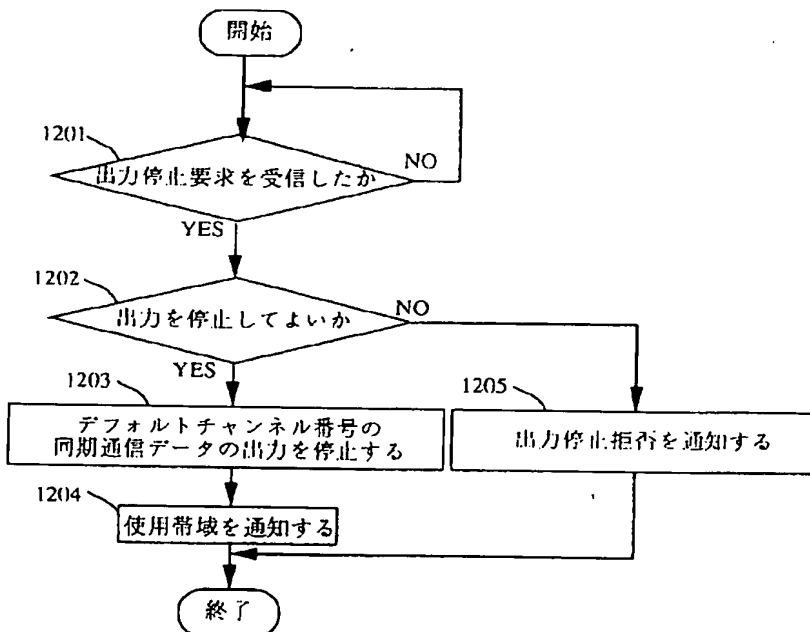 開始
1201
出力停止要求を受信したか
NO
YES
1202
出力を停止してよいか
NO
YES
1203
デフォルトチャンネル番号の
同期通信データの出力を停止する
1205
出力停止拒否を通知する
1204
使用帯域を通知する
終了